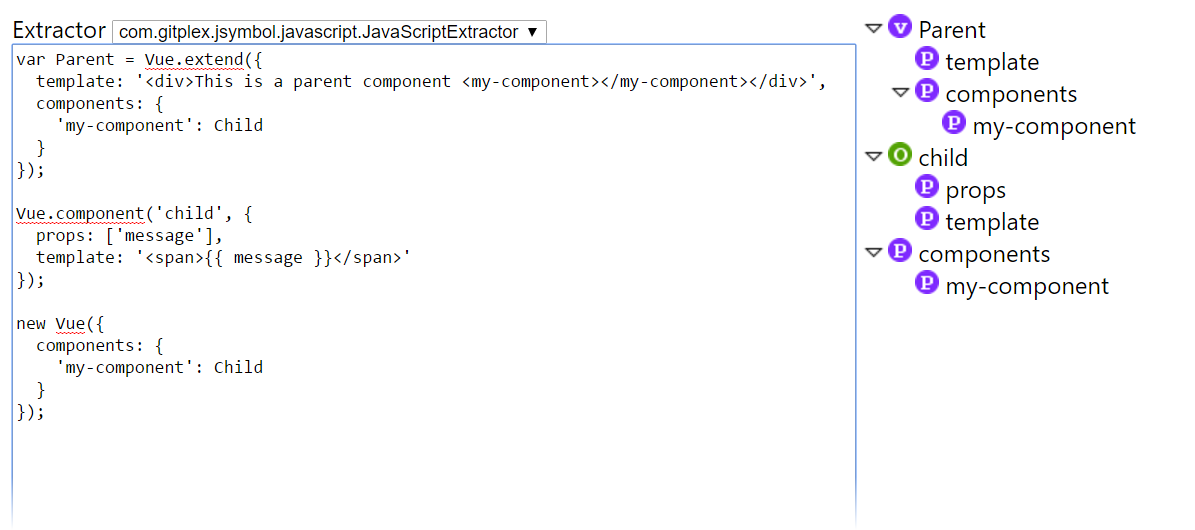 Extractor com.gitplex.jsymbol.javascript.JavaScriptExtractor ▼
var Parent = Vue.extend({
  template: '<div>This is a parent component <my-component></my-component></div>',
  components: {
    'my-component': Child
  }
});

Vue.component('child', {
  props: ['message'],
  template: '<span>{{ message }}</span>'
});

new Vue({
  components: {
    'my-component': Child
  }
});
V Parent
P template
P components
P my-component
O child
P props
P template
P components
P my-component